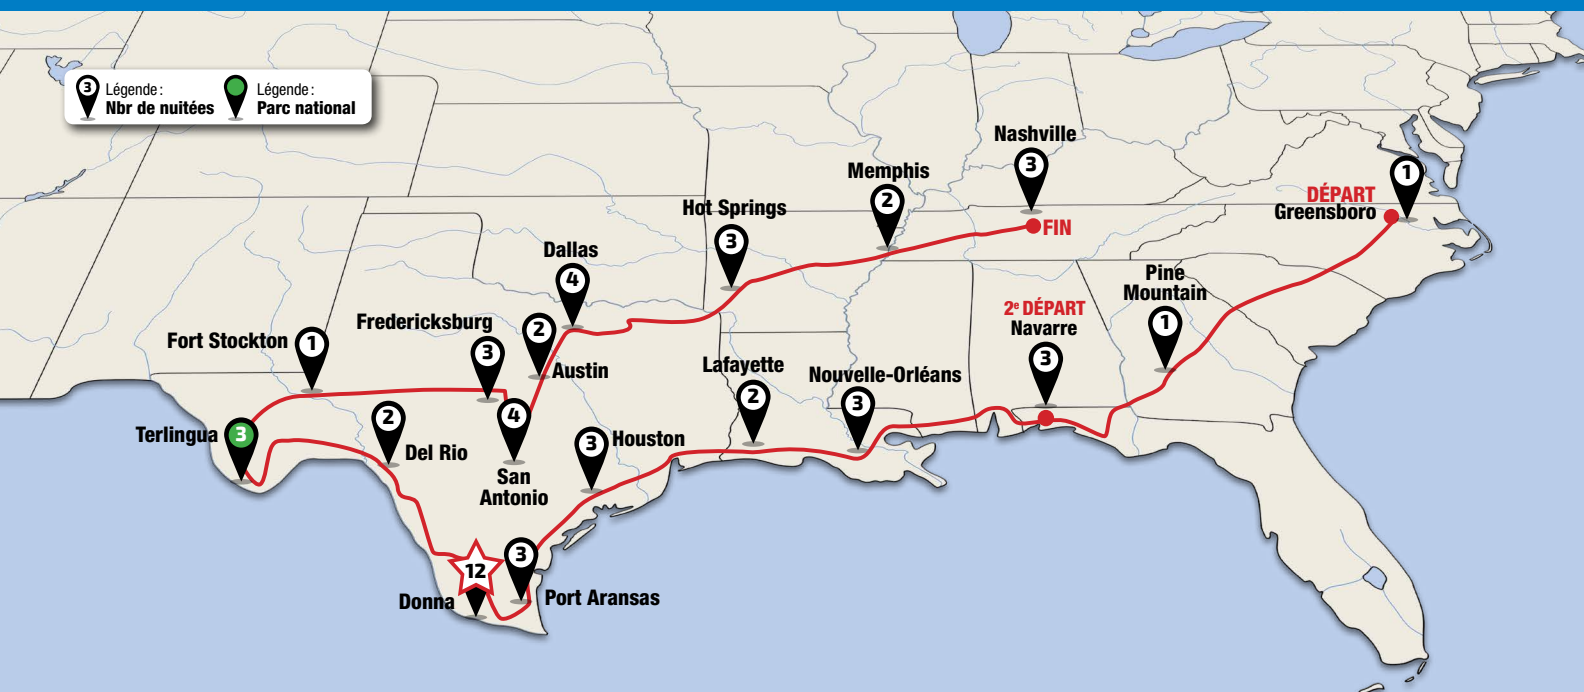 3
Légende :
Nbr de nuitées
Légende :
Parc national
Nashville
3
FIN
Memphis
2
Hot Springs
3
1
DÉPART
Greensboro
Dallas
4
Pine
Mountain
1
2e DÉPART
Navarre
3
Fort Stockton
1
Fredericksburg
3
2
Austin
Lafayette
2
Nouvelle-Orléans
3
Terlingua
3
2
Del Rio
4
San
Antonio
3
Houston
12
Donna
3
Port Aransas